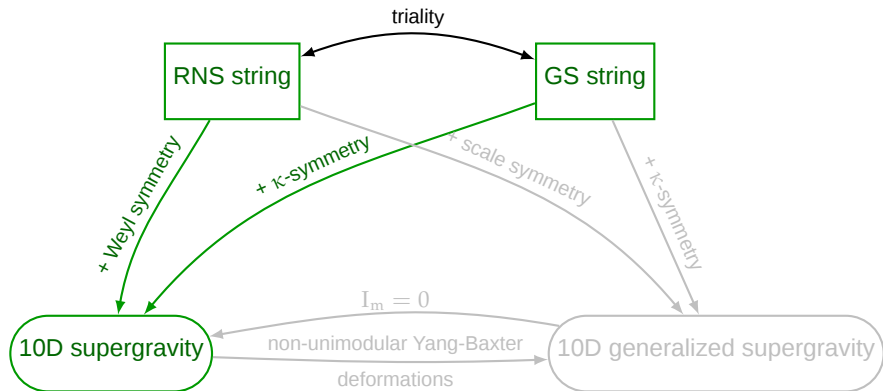 triality
RNS string
GS string
+ Weyl symmetry
+ κ-symmetry
+ scale symmetry
+ κ-symmetry
I_m = 0
10D supergravity
non-unimodular Yang-Baxter
deformations
10D generalized supergravity